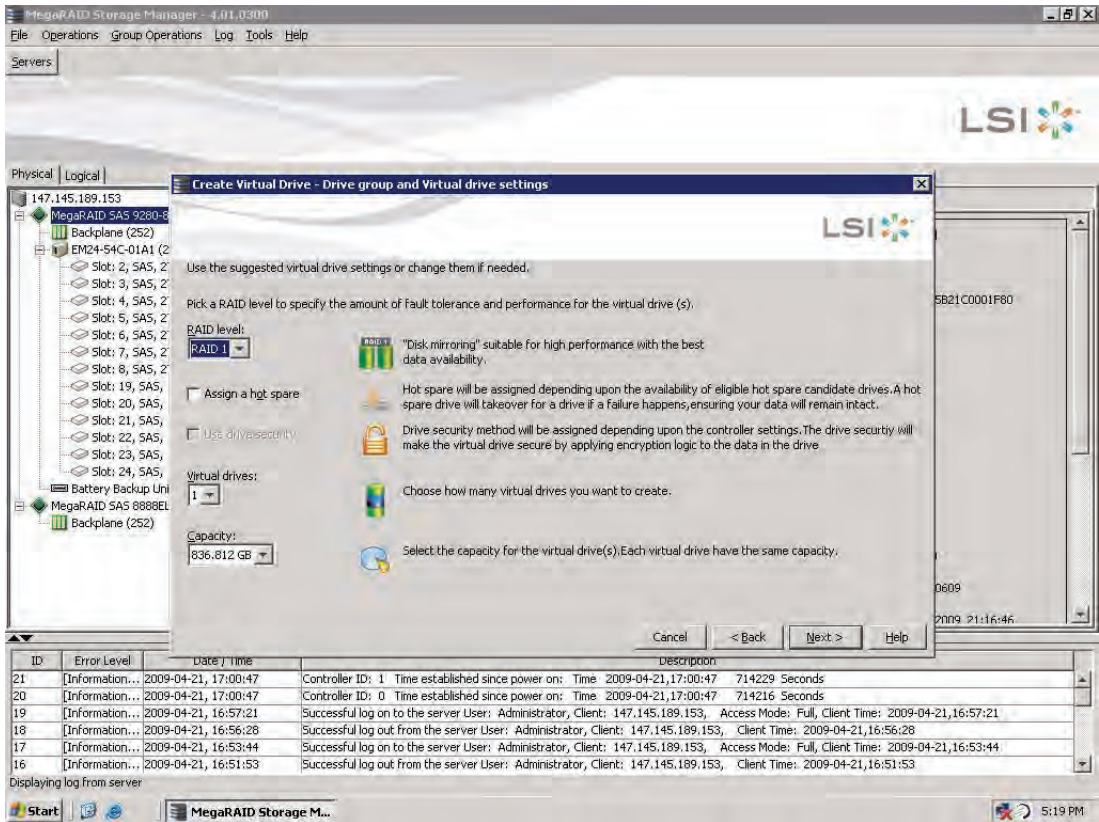 MegaRAID Storage Manager - 4.01.0300
File Operations Group Operations Log Tools Help
Servers
LSI
Physical Logical
147.145.189.153
MegaRAID SAS 9280-8
Backplane (252)
EM24-54C-01A1 (2
Slot: 2, SAS, 2
Slot: 3, SAS, 2
Slot: 4, SAS, 2
Slot: 5, SAS, 2
Slot: 6, SAS, 2
Slot: 7, SAS, 2
Slot: 8, SAS, 2
Slot: 19, SAS,
Slot: 20, SAS,
Slot: 21, SAS,
Slot: 22, SAS,
Slot: 23, SAS,
Slot: 24, SAS,
Battery Backup Uni
MegaRAID SAS 8888EL
Backplane (252)
Create Virtual Drive - Drive group and Virtual drive settings
LSI
Use the suggested virtual drive settings or change them if needed.
Pick a RAID level to specify the amount of fault tolerance and performance for the virtual drive (s).
RAID level:
RAID 1
RAID 1
"Disk mirroring" suitable for high performance with the best
data availability.
Assign a hot spare
Hot spare will be assigned depending upon the availability of eligible hot spare candidate drives.A hot
spare drive will takeover for a drive if a failure happens,ensuring your data will remain intact.
Use drive security
Drive security method will be assigned depending upon the controller settings.The drive securtiy will
make the virtual drive secure by applying encryption logic to the data in the drive
Virtual drives:
1
Choose how many virtual drives you want to create.
Capacity:
836.812 GB
Select the capacity for the virtual drive(s).Each virtual drive have the same capacity.
Cancel < Back Next > Help
5B21C0001F80
0609
2009 21:16:46
ID Error Level Date / Time Description
21 [Information... 2009-04-21, 17:00:47 Controller ID: 1 Time established since power on: Time 2009-04-21,17:00:47 714229 Seconds
20 [Information... 2009-04-21, 17:00:47 Controller ID: 0 Time established since power on: Time 2009-04-21,17:00:47 714216 Seconds
19 [Information... 2009-04-21, 16:57:21 Successful log on to the server User: Administrator, Client: 147.145.189.153, Access Mode: Full, Client Time: 2009-04-21,16:57:21
18 [Information... 2009-04-21, 16:56:28 Successful log out from the server User: Administrator, Client: 147.145.189.153, Client Time: 2009-04-21,16:56:28
17 [Information... 2009-04-21, 16:53:44 Successful log on to the server User: Administrator, Client: 147.145.189.153, Access Mode: Full, Client Time: 2009-04-21,16:53:44
16 [Information... 2009-04-21, 16:51:53 Successful log out from the server User: Administrator, Client: 147.145.189.153, Client Time: 2009-04-21,16:51:53
Displaying log from server
Start MegaRAID Storage M... 5:19 PM